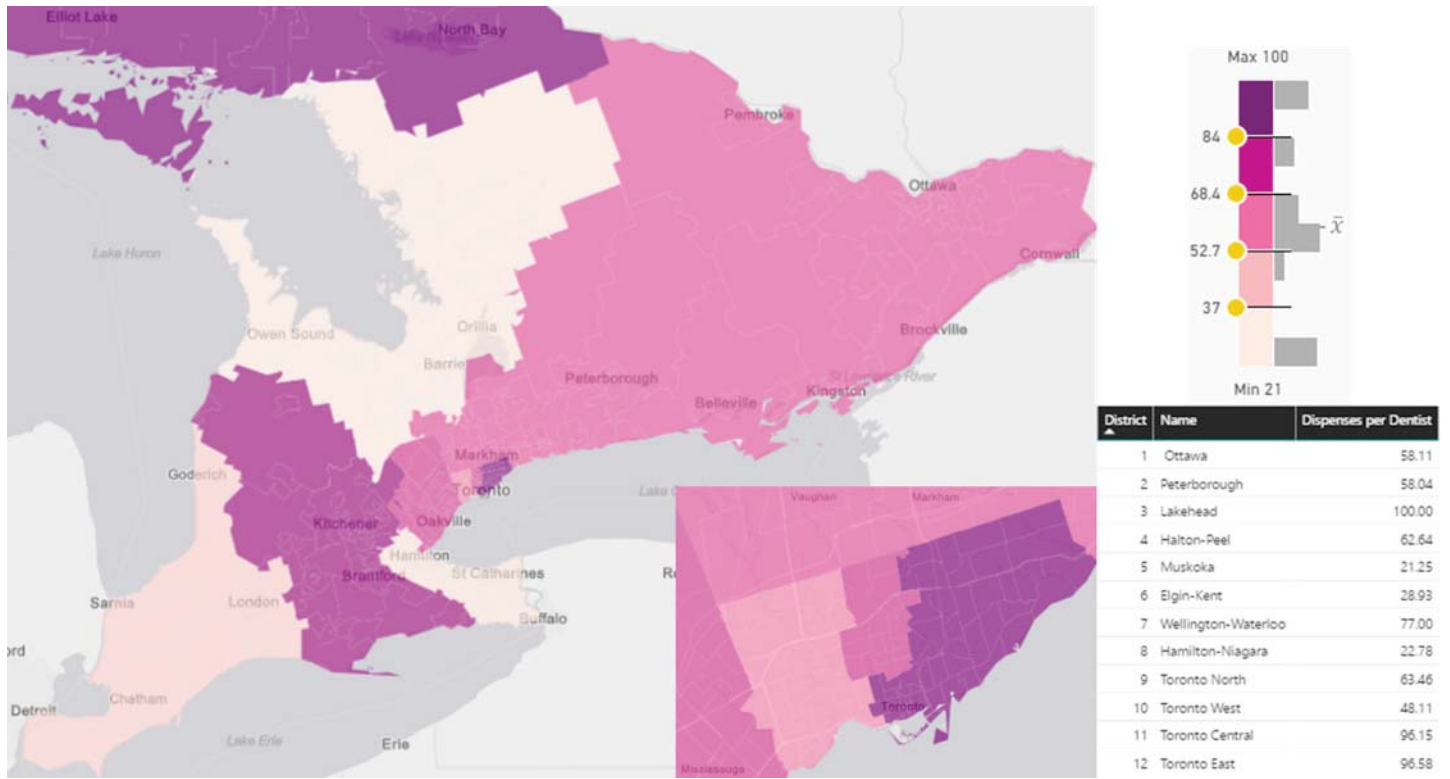 Elliot Lake
North Bay
Pembroke
Ottawa
Cornwall
Lake Huron
Owen Sound
Orillia
Barrie
Brockville
St Lawrence River
Peterborough
Kingston
Belleville
Markham
Goderich
Toronto
Kitchener
Oakville
Hamilton
Brantford
St Catharines
Sarnia
London
Buffalo
Chatham
Detroit
Lake Erie
Erie
Vaughan
Markham
Toronto
Mississauga
Max 100
84
68.4
x̄
52.7
37
Min 21
District Name Dispenses per Dentist
1 Ottawa 58.11
2 Peterborough 58.04
3 Lakehead 100.00
4 Halton-Peel 62.64
5 Muskoka 21.25
6 Elgin-Kent 28.93
7 Wellington-Waterloo 77.00
8 Hamilton-Niagara 22.78
9 Toronto North 63.46
10 Toronto West 48.11
11 Toronto Central 96.15
12 Toronto East 96.58